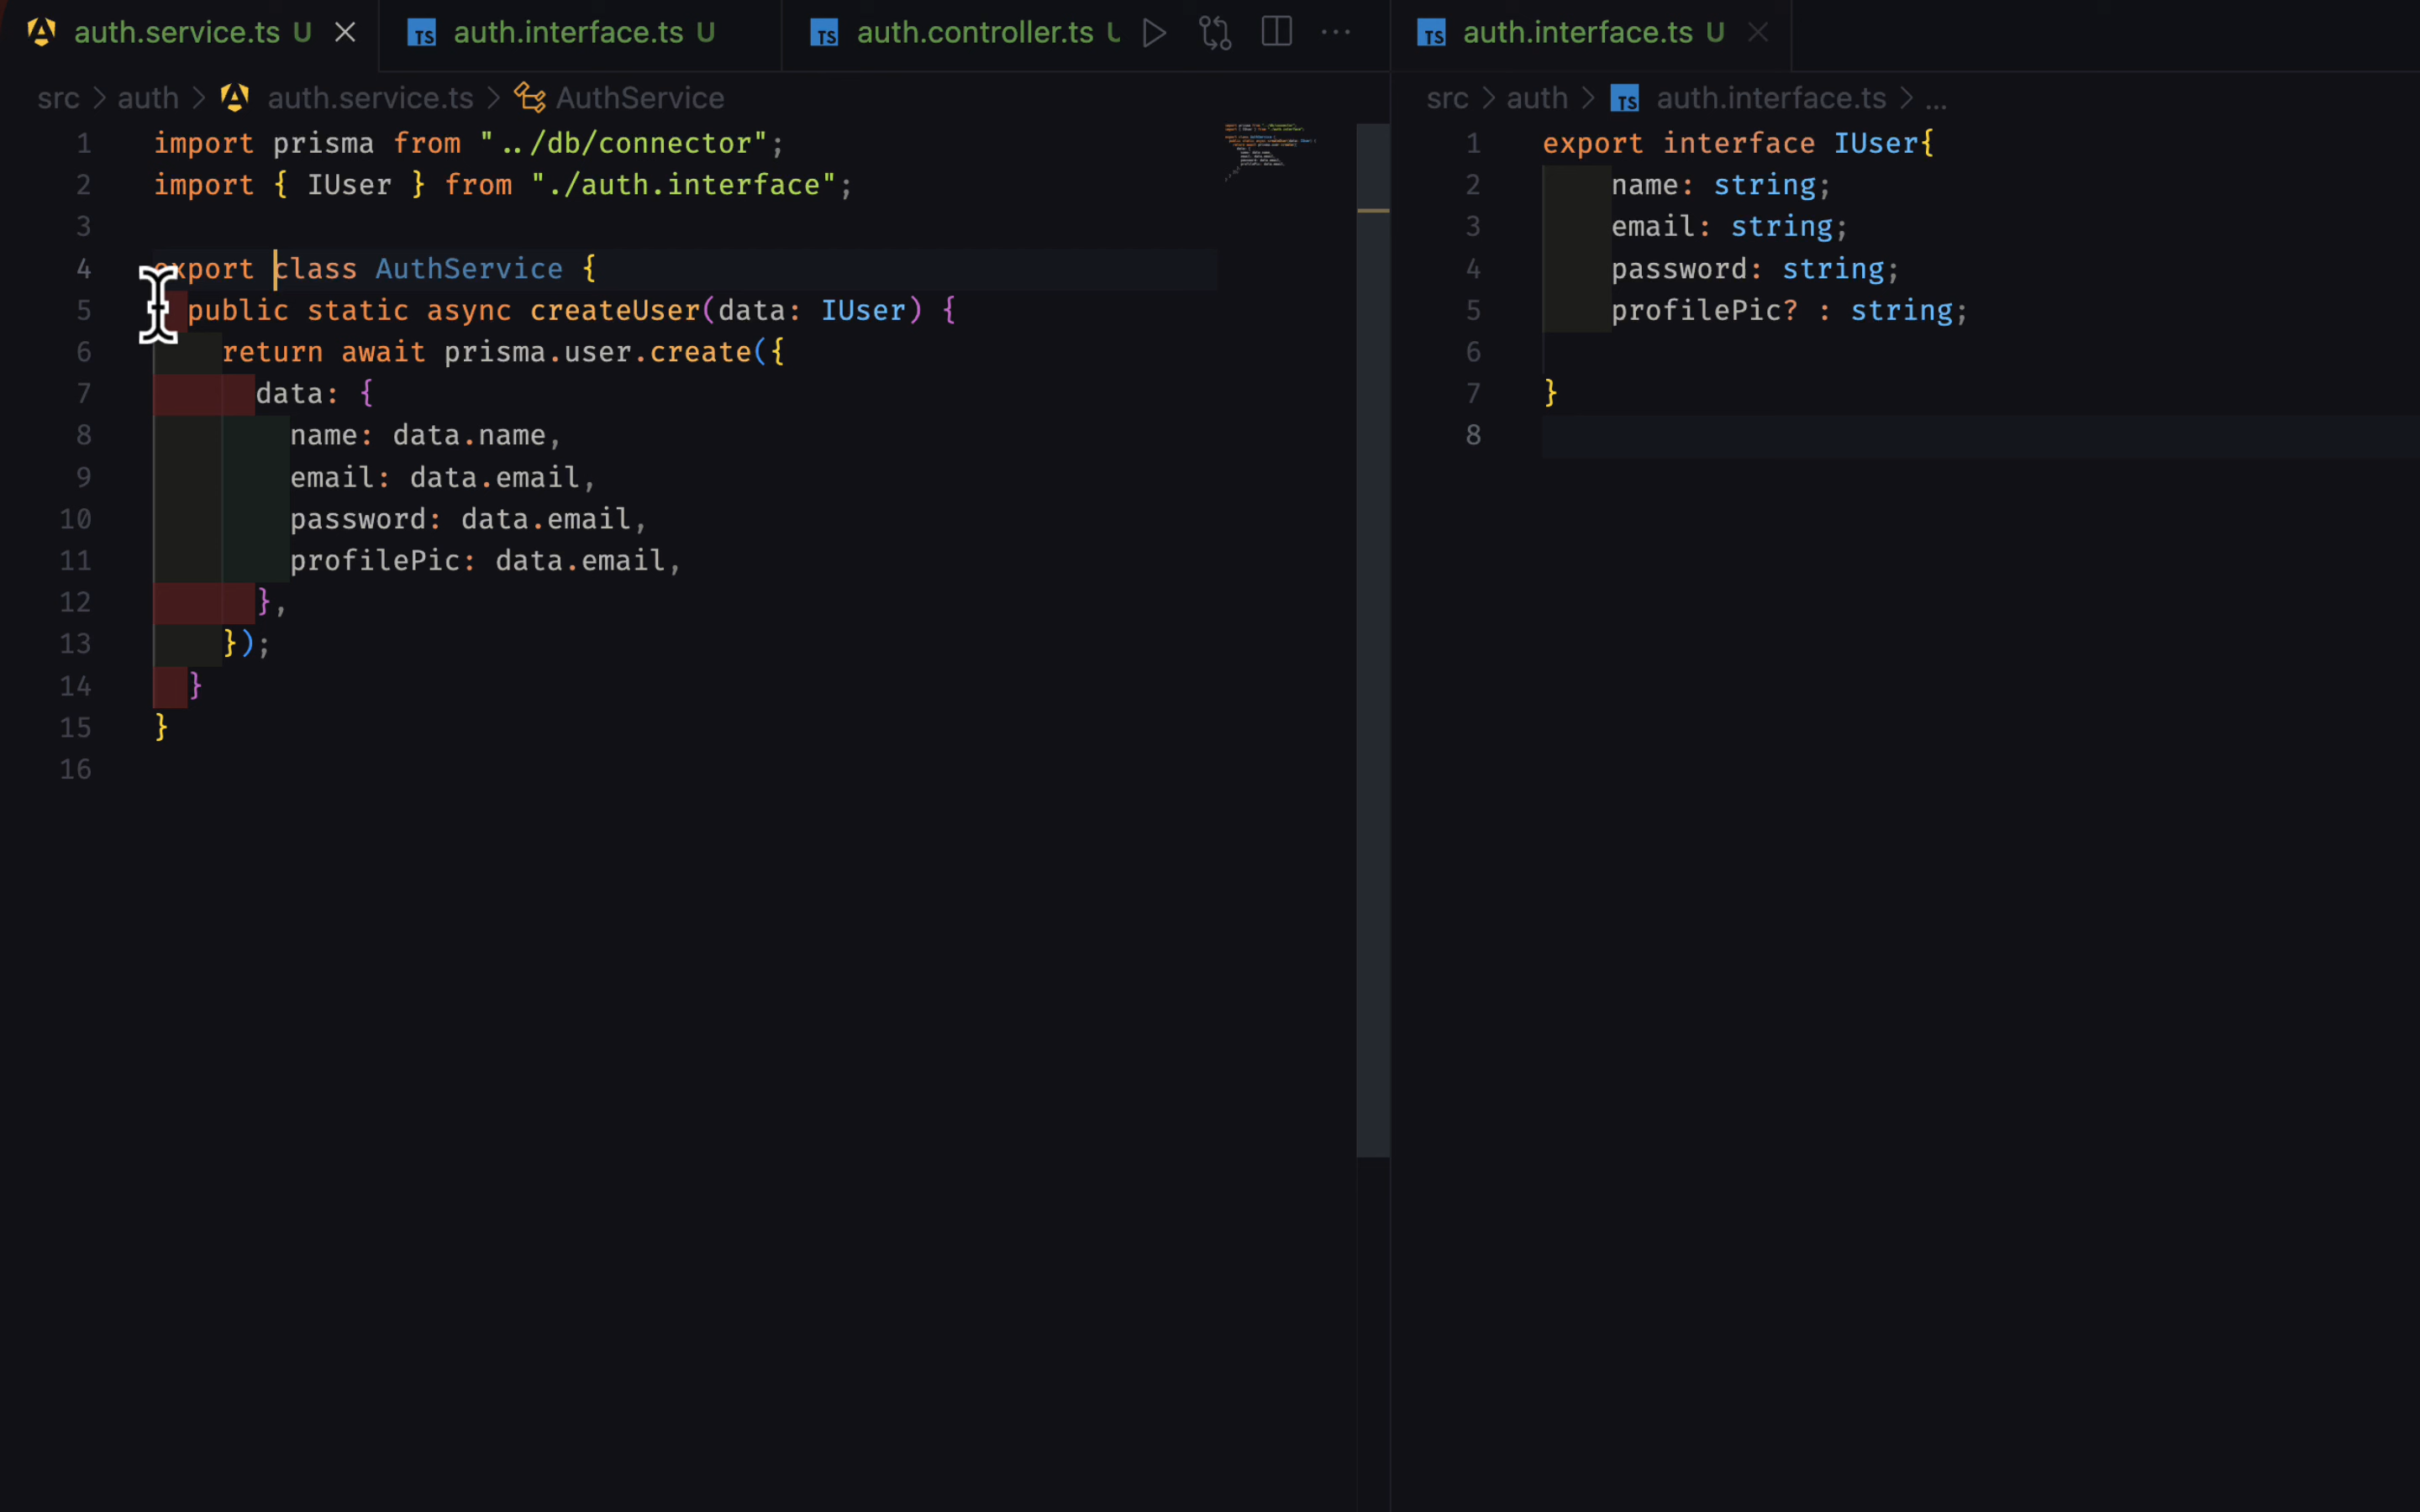 auth.service.ts U
TS auth.interface.ts U
TS auth.controller.ts U
src > auth > auth.service.ts > AuthService
1 import prisma from "../db/connector";
2 import { IUser } from "./auth.interface";
3
4 export class AuthService {
5 public static async createUser(data: IUser) {
6 return await prisma.user.create({
7 data: {
8 name: data.name,
9 email: data.email,
10 password: data.email,
11 profilePic: data.email,
12 },
13 });
14 }
15 }
16
TS auth.interface.ts U
src > auth > TS auth.interface.ts > ...
1 export interface IUser{
2 name: string;
3 email: string;
4 password: string;
5 profilePic? : string;
6
7 }
8